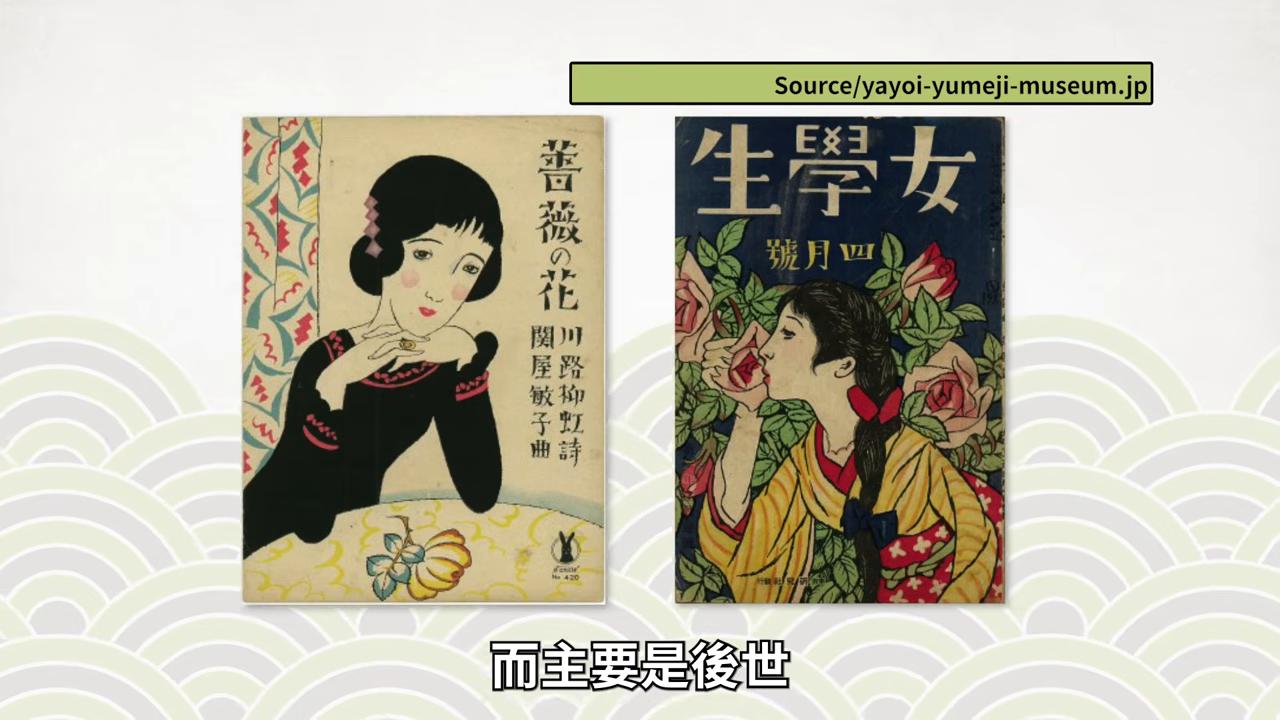 Source/yayoi-yumeji-museum.jp
薔薇の花
川路柳虹詩
関屋敏子曲
No 420
女學生
四月號
而主要是後世